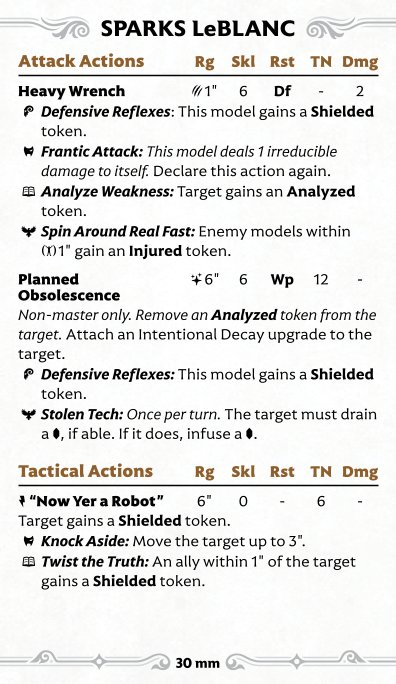 SPARKS LeBLANC
Attack Actions Rg Skl Rst TN Dmg
Heavy Wrench 1" 6 Df - 2
Defensive Reflexes: This model gains a Shielded
token.
Frantic Attack: This model deals 1 irreducible
damage to itself. Declare this action again.
Analyze Weakness: Target gains an Analyzed
token.
Spin Around Real Fast: Enemy models within
1" gain an Injured token.
Planned 6" 6 Wp 12 -
Obsolescence
Non-master only. Remove an Analyzed token from the
target. Attach an Intentional Decay upgrade to the
target.
Defensive Reflexes: This model gains a Shielded
token.
Stolen Tech: Once per turn. The target must drain
a , if able. If it does, infuse a .
Tactical Actions Rg Skl Rst TN Dmg
“Now Yer a Robot” 6" 0 - 6 -
Target gains a Shielded token.
Knock Aside: Move the target up to 3".
Twist the Truth: An ally within 1" of the target
gains a Shielded token.
30 mm